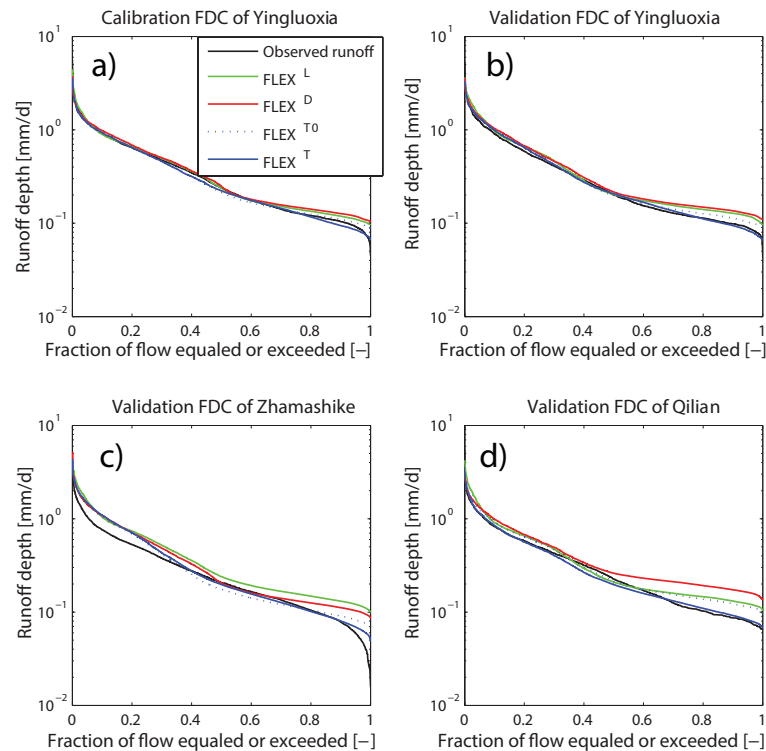 Calibration FDC of Yingluoxia
Validation FDC of Yingluoxia
a)
b)
Observed runoff
FLEX L
FLEX D
FLEX T0
FLEX T
Runoff depth [mm/d]
10^1
10^0
10^−1
10^−2
0 0.2 0.4 0.6 0.8 1
Fraction of flow equaled or exceeded [−]
Runoff depth [mm/d]
10^1
10^0
10^−1
10^−2
0 0.2 0.4 0.6 0.8 1
Fraction of flow equaled or exceeded [−]
Validation FDC of Zhamashike
Validation FDC of Qilian
c)
d)
Runoff depth [mm/d]
10^1
10^0
10^−1
10^−2
0 0.2 0.4 0.6 0.8 1
Fraction of flow equaled or exceeded [−]
Runoff depth [mm/d]
10^1
10^0
10^−1
10^−2
0 0.2 0.4 0.6 0.8 1
Fraction of flow equaled or exceeded [−]